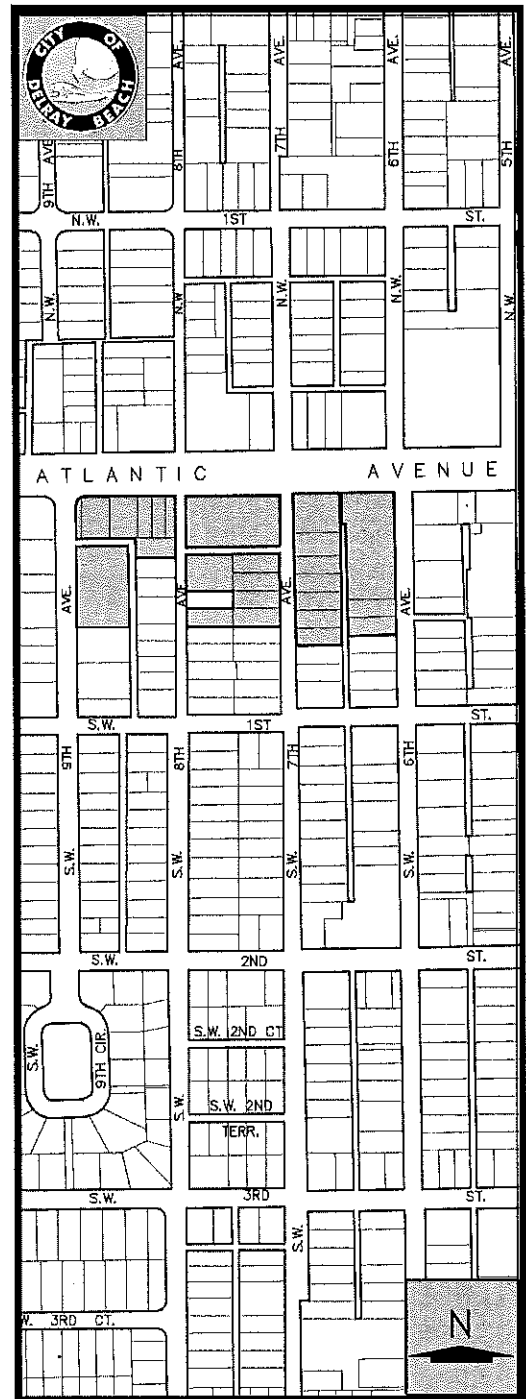 CITY OF
DELRAY BEACH
AVE.
9TH
8TH
AVE.
7TH
AVE.
6TH
AVE.
5TH
AVE.
N.W. 1ST ST.
N.W.
N.W.
N.W.
N.W.
N.W.
ATLANTIC AVENUE
AVE.
AVE.
AVE.
AVE.
S.W. 1ST ST.
9TH
8TH
7TH
6TH
S.W.
S.W.
S.W.
S.W.
S.W. 2ND ST.
S.W. 9TH CIR.
S.W. 2ND CT
S.W. 2ND
TERR.
S.W.
S.W. 3RD ST.
S.W.
W. 3RD CT.
N